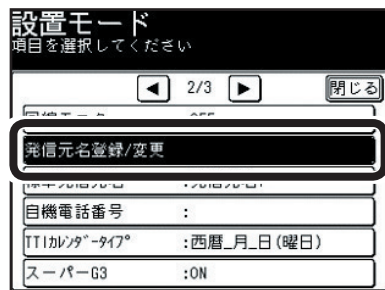 設置モード
項目を選択してください
◀ 2/3 ▶ 閉じる
発信元名登録/変更
自機電話番号 :
TTIｶﾚﾝﾀﾞｰﾀｲﾌﾟ :西暦_月_日(曜日)
スーパーG3 :ON